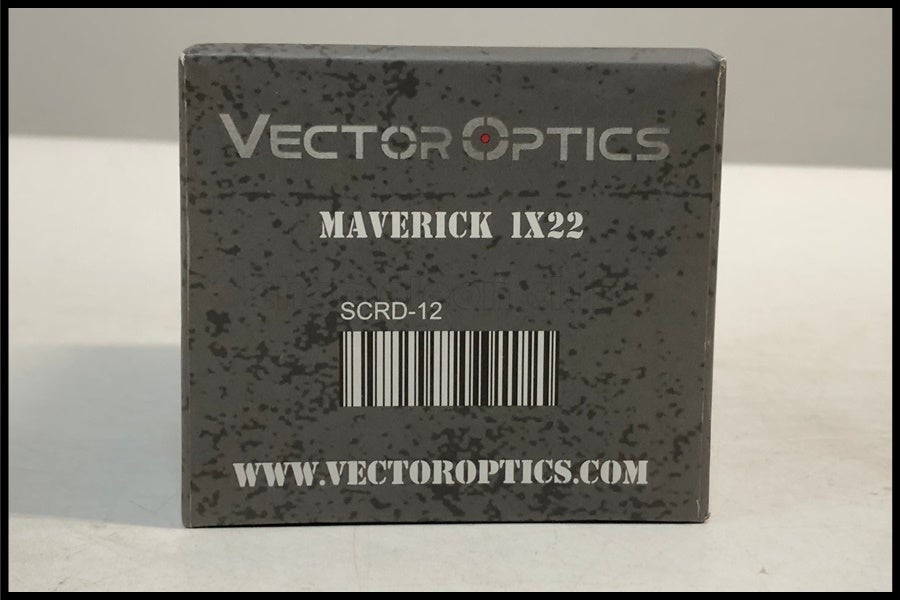 VECTOR OPTICS
MAVERICK 1X22
SCRD-12
WWW.VECTOROPTICS.COM